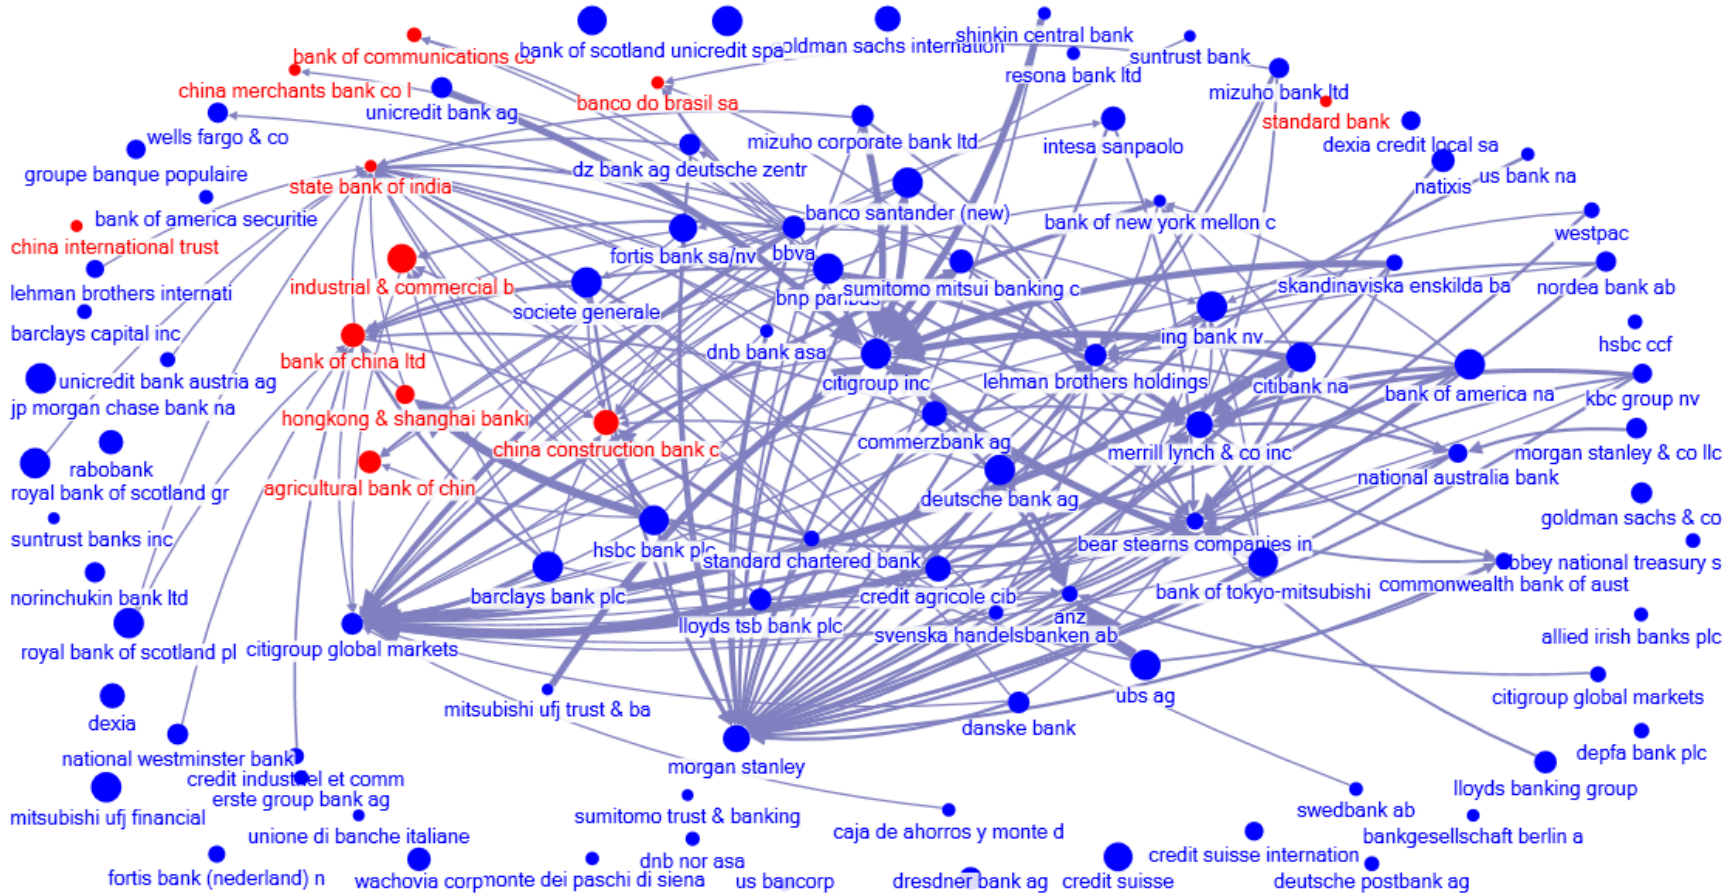 shinkin central bank
bank of communications co
bank of scotland
unicredit spa
oldman sachs internation
suntrust bank
resona bank ltd
china merchants bank co l
unicredit bank ag
banco do brasil sa
mizuho bank ltd
standard bank
wells fargo & co
mizuho corporate bank ltd
intesa sanpaolo
dexia credit local sa
groupe banque populaire
dz bank ag deutsche zentr
state bank of india
natixis
us bank na
bank of america securitie
banco santander (new)
bank of new york mellon c
china international trust
fortis bank sa/nv
bbva
westpac
lehman brothers internati
industrial & commercial b
bnp paribas
sumitomo mitsui banking c
skandinaviska enskilda ba
nordea bank ab
societe generale
barclays capital inc
ing bank nv
hsbc ccf
bank of china ltd
dnb bank asa
unicredit bank austria ag
citigroup inc
lehman brothers holdings
citibank na
bank of america na
kbc group nv
jp morgan chase bank na
hongkong & shanghai banki
china construction bank c
commerzbank ag
merrill lynch & co inc
morgan stanley & co llc
rabobank
national australia bank
royal bank of scotland gr
agricultural bank of chin
deutsche bank ag
goldman sachs & co
suntrust banks inc
hsbc bank plc
standard chartered bank
bear stearns companies in
bbey national treasury s
commonwealth bank of aust
norinchukin bank ltd
barclays bank plc
credit agricole cib
bank of tokyo-mitsubishi
anz
lloyds tsb bank plc
svenska handelsbanken ab
allied irish banks plc
royal bank of scotland pl
citigroup global markets
ubs ag
citigroup global markets
mitsubishi ufj trust & ba
dexia
danske bank
national westminster bank
morgan stanley
depfa bank plc
credit industriel et comm
erste group bank ag
lloyds banking group
mitsubishi ufj financial
sumitomo trust & banking
swedbank ab
unione di banche italiane
caja de ahorros y monte d
bankgesellschaft berlin a
dnb nor asa
credit suisse internation
fortis bank (nederland) n
wachovia corp
monte dei paschi di siena
us bancorp
dresdner bank ag
credit suisse
deutsche postbank ag